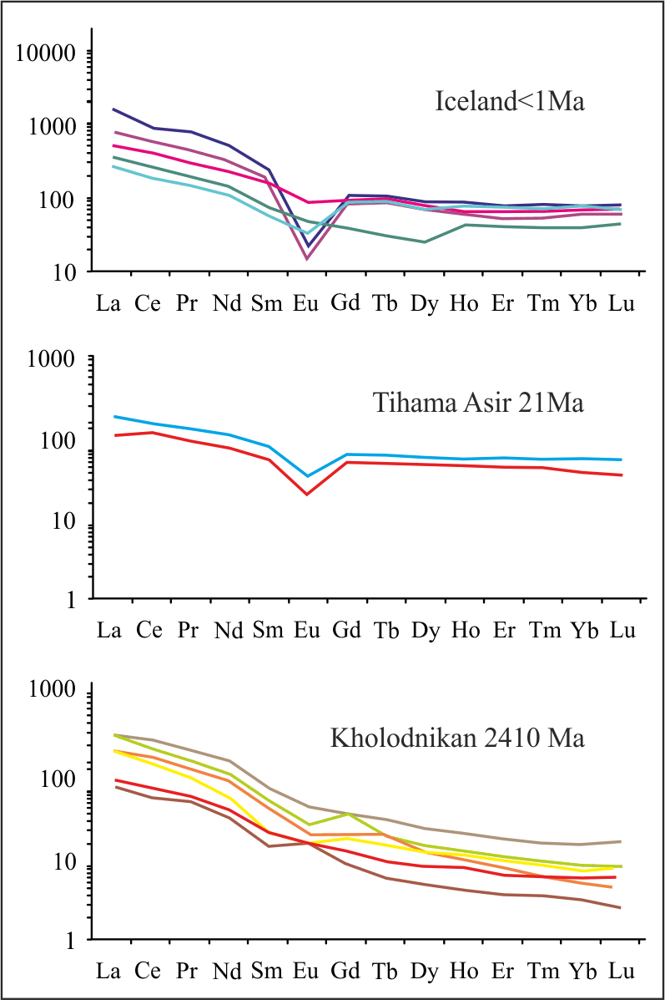 10000
Iceland<1Ma
1000
100
10
La Ce Pr Nd Sm Eu Gd Tb Dy Ho Er Tm Yb Lu
1000
Tihama Asir 21Ma
100
10
1
La Ce Pr Nd Sm Eu Gd Tb Dy Ho Er Tm Yb Lu
1000
Kholodnikan 2410 Ma
100
10
1
La Ce Pr Nd Sm Eu Gd Tb Dy Ho Er Tm Yb Lu